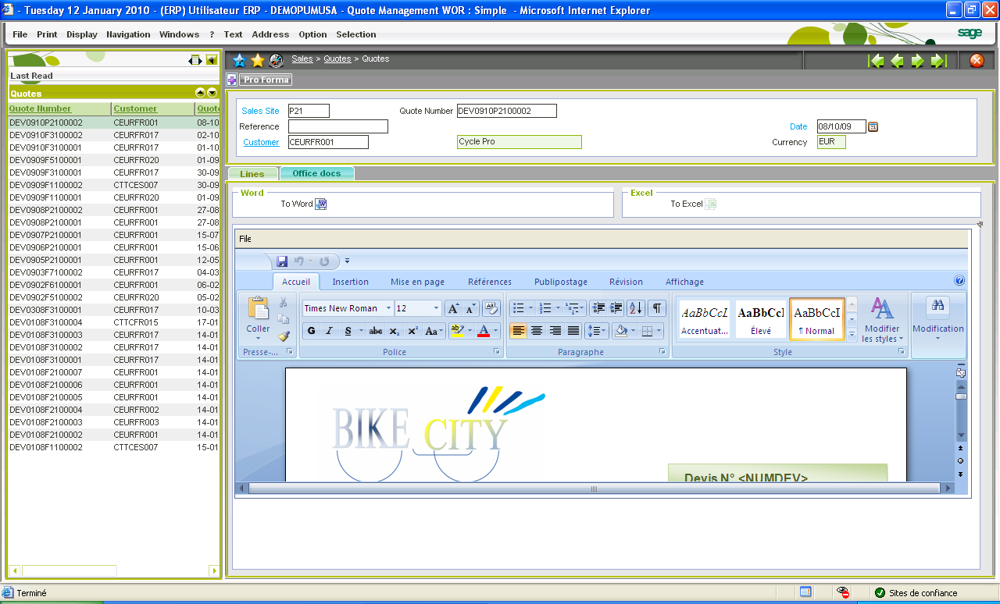 - Tuesday 12 January 2010 - (ERP) Utilisateur ERP - DEMOPUMUSA - Quote Management WOR : Simple - Microsoft Internet Explorer
File Print Display Navigation Windows ? Text Address Option Selection
sage
Last Read
Quotes
Quote Number Customer Quote
DEV0910P2100002 CEURFR001 08-10
DEV0910F3100002 CEURFR017 02-10
DEV0910F3100001 CEURFR017 01-10
DEV0909F5100001 CEURFR020 01-09
DEV0909F3100001 CEURFR017 30-09
DEV0909F1100002 CTTCES007 30-09
DEV0909F1100001 CEURFR020 01-09
DEV0908P2100002 CEURFR001 27-08
DEV0908P2100001 CEURFR001 27-08
DEV0907P2100001 CEURFR001 15-07
DEV0906P2100001 CEURFR001 15-06
DEV0905P2100001 CEURFR001 12-05
DEV0903F7100002 CEURFR017 04-03
DEV0902F6100001 CEURFR001 06-02
DEV0902F5100002 CEURFR020 05-02
DEV0308F3100001 CEURFR017 10-03
DEV0108F3100004 CTTCFR015 17-01
DEV0108F3100003 CEURFR017 14-01
DEV0108F3100002 CEURFR017 14-01
DEV0108F3100001 CEURFR017 14-01
DEV0108F2100007 CEURFR001 14-01
DEV0108F2100006 CEURFR001 14-01
DEV0108F2100005 CEURFR001 14-01
DEV0108F2100004 CEURFR002 14-01
DEV0108F2100003 CEURFR003 14-01
DEV0108F2100002 CEURFR001 14-01
DEV0108F1100002 CTTCES007 15-01
Sales > Quotes > Quotes
Pro Forma
Sales Site P21 Quote Number DEV0910P2100002
Reference Date 08/10/09
Customer CEURFR001 Cycle Pro Currency EUR
Lines Office docs
Word Excel
To Word To Excel
File
Accueil Insertion Mise en page Références Publipostage Révision Affichage
Times New Roman 12
AaBbCcI AaBbCcI AaBbCcI
Coller G I S abc x₂ x² Aa ab A Accentuat... Élevé ¶ Normal Modifier les styles Modification
Presse-... Police Paragraphe Style
BIKE CITY
Devis N° <NUMDEV>
Terminé Sites de confiance